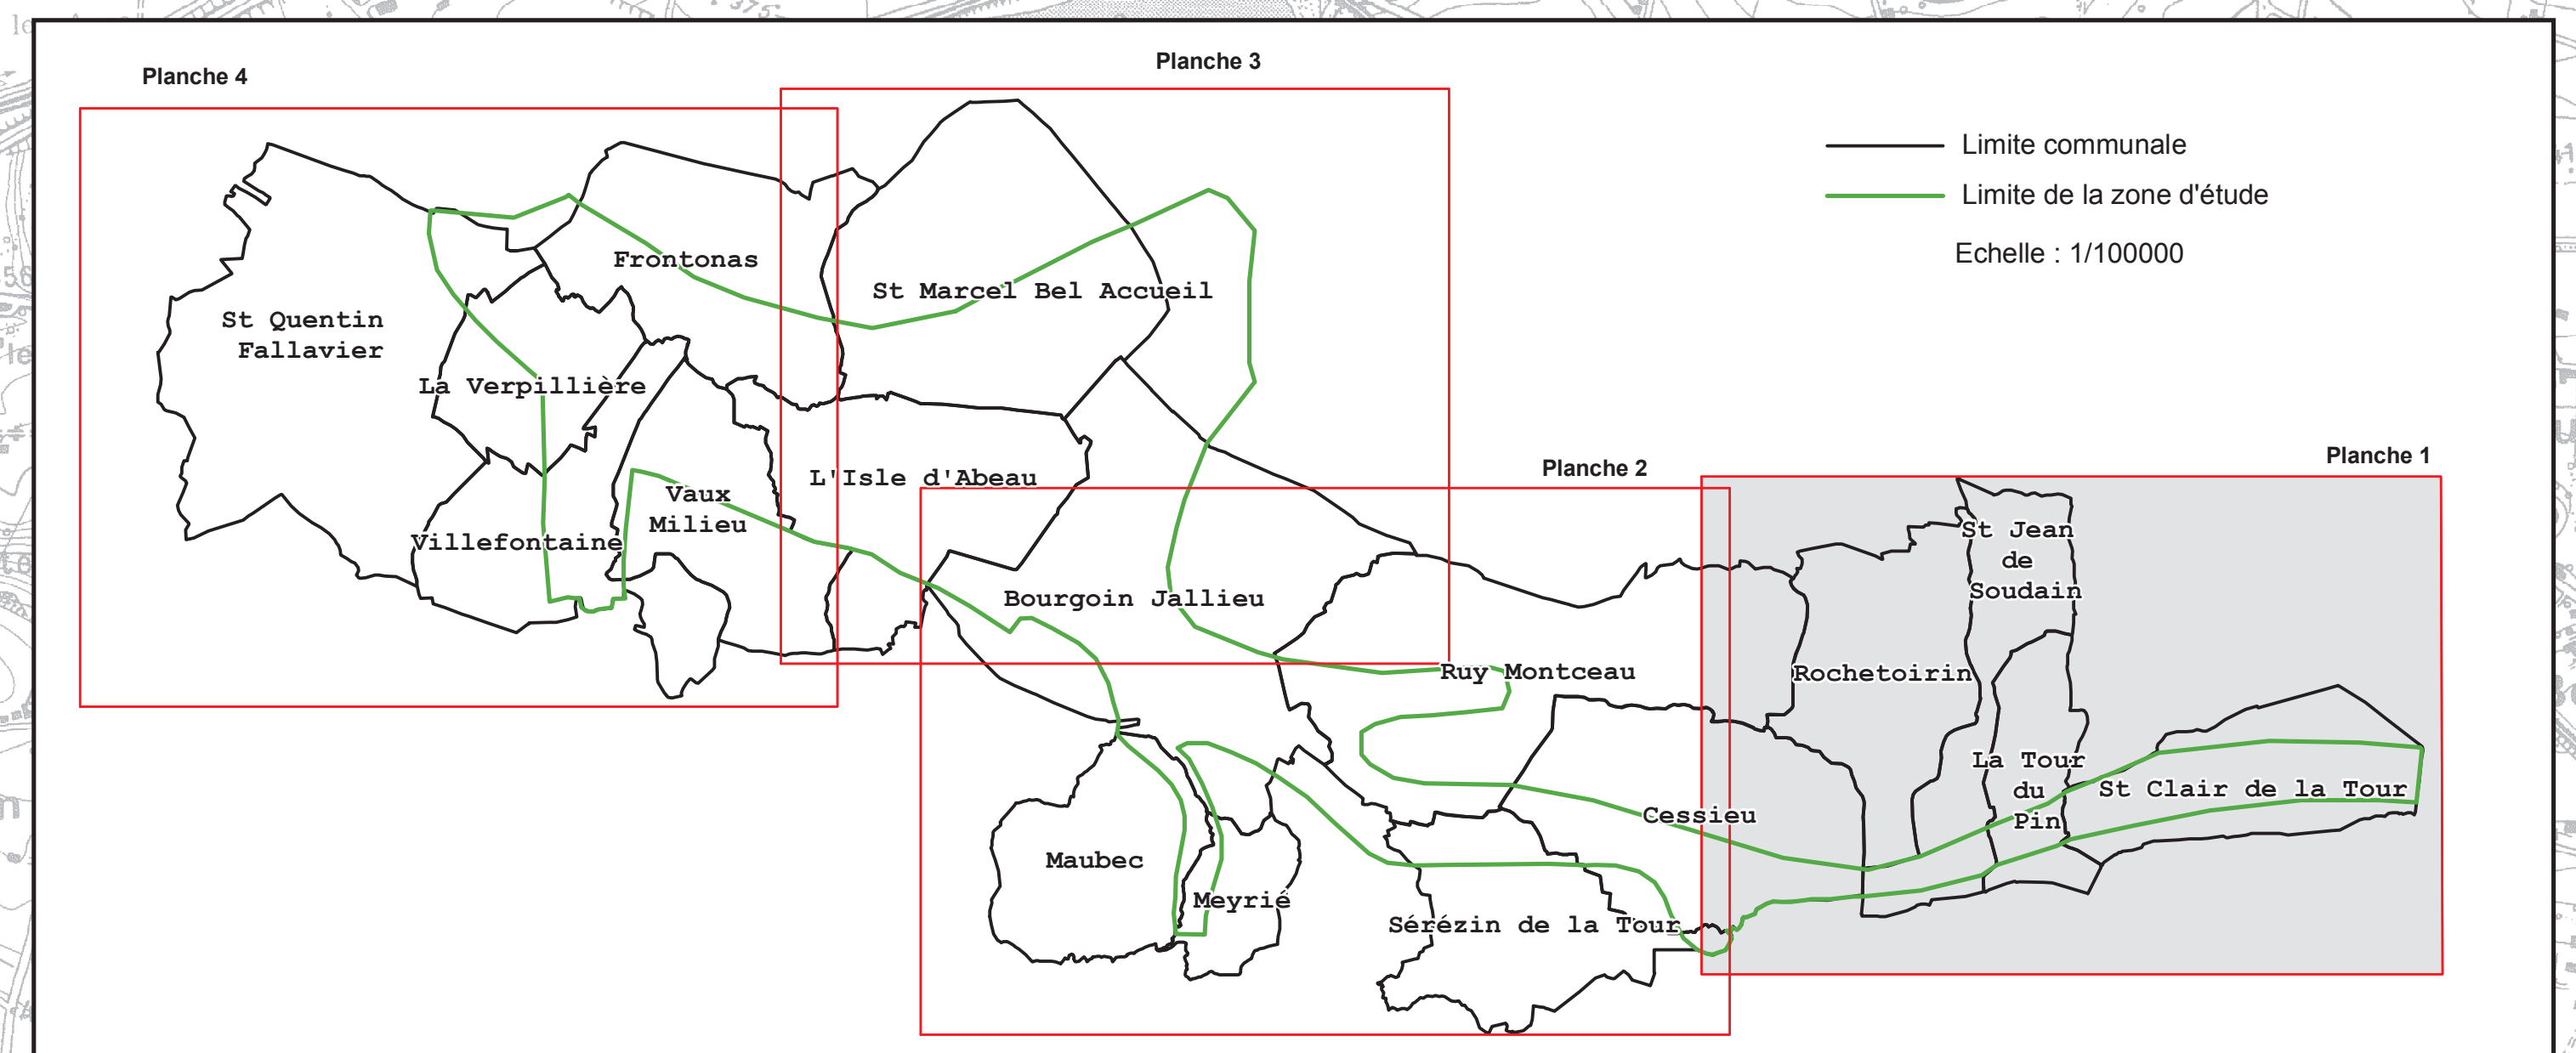 Planche 4
Planche 3
Limite communale
Limite de la zone d'étude
Echelle : 1/100000
Frontonas
St Marcel Bel Accueil
St Quentin
Fallavier
La Verpillière
L'Isle d'Abeau
Planche 2
Planche 1
Vaux
Milieu
Villefontaine
St Jean
de
Soudain
Bourgoin Jallieu
Ruy Montceau
Rochetoirin
La Tour
du
Pin
St Clair de la Tour
Cessieu
Maubec
Meyrié
Sérézin de la Tour